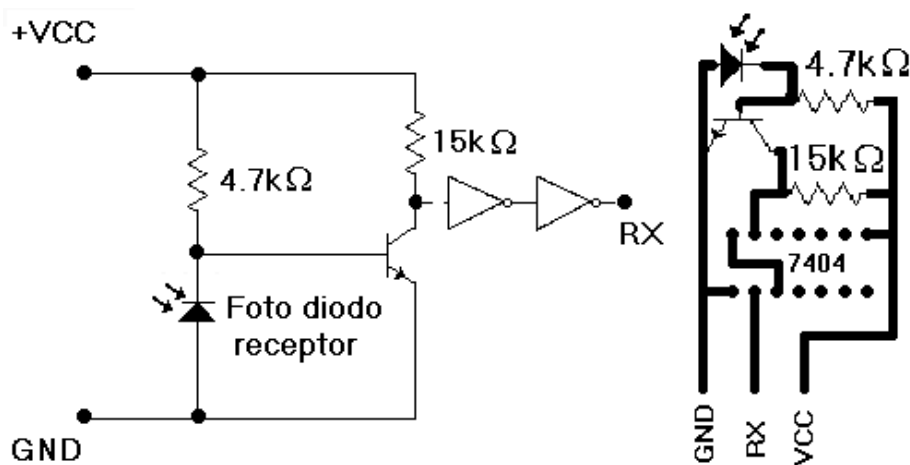 +VCC
4.7kΩ
15kΩ
RX
Foto diodo
receptor
GND
4.7kΩ
15kΩ
7404
GND
RX
VCC